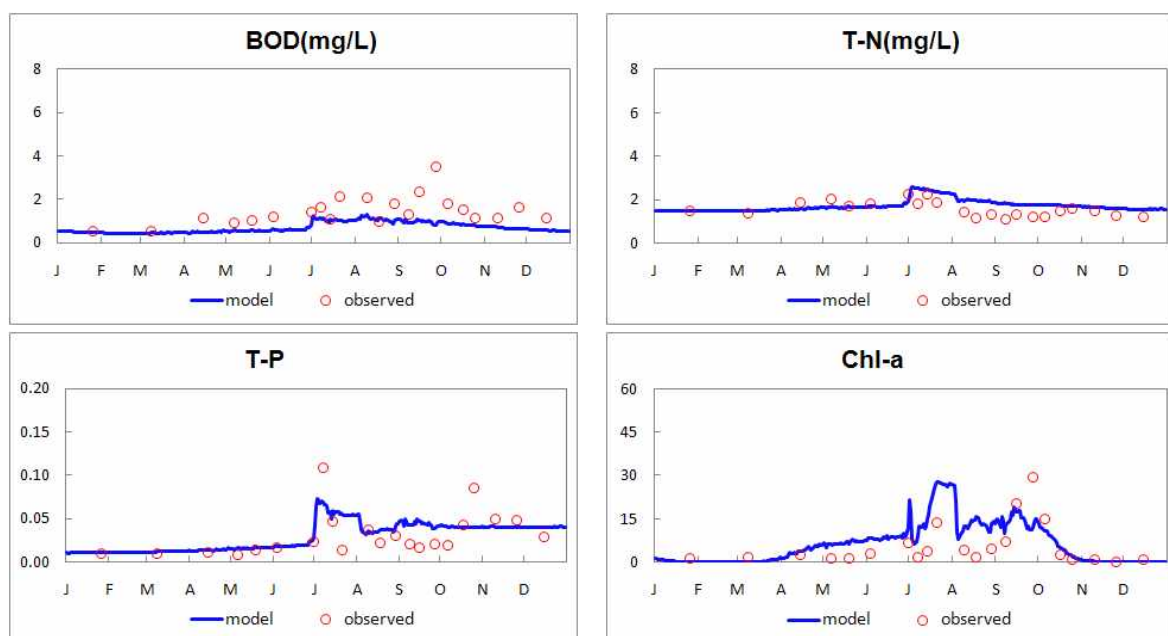 BOD(mg/L)
8
6
4
2
0
J F M A M J J A S O N D
model observed
T-N(mg/L)
8
6
4
2
0
J F M A M J J A S O N D
model observed
T-P
0.20
0.15
0.10
0.05
0.00
J F M A M J J A S O N D
model observed
Chl-a
60
45
30
15
0
J F M A M J J A S O N D
model observed